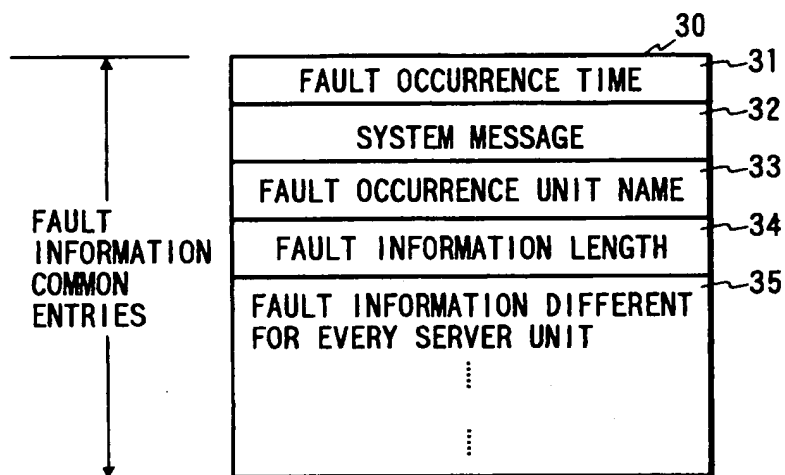 30
FAULT OCCURRENCE TIME
31
SYSTEM MESSAGE
32
FAULT OCCURRENCE UNIT NAME
33
FAULT INFORMATION LENGTH
34
FAULT INFORMATION DIFFERENT
FOR EVERY SERVER UNIT
35
FAULT
INFORMATION
COMMON
ENTRIES